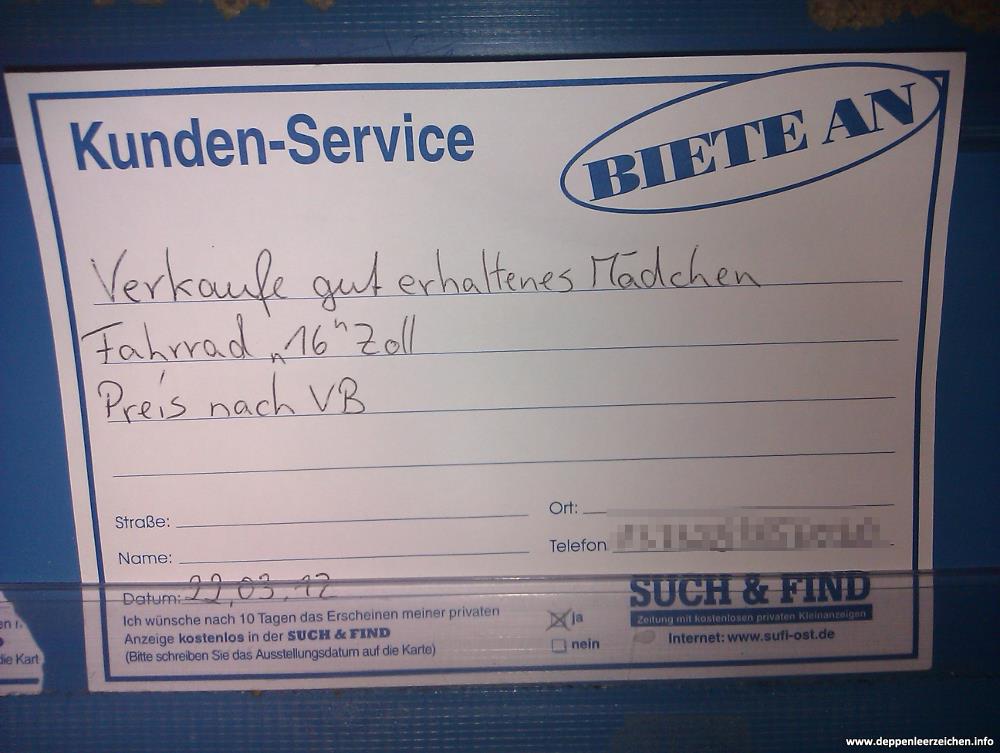 Kunden-Service
BIETE AN
Verkaufe gut erhaltenes Mädchen
Fahrrad „16" Zoll
Preis nach VB
Straße:
Ort:
Name:
Telefon
Datum: 22.03.12
Ich wünsche nach 10 Tagen das Erscheinen meiner privaten
Anzeige kostenlos in der SUCH & FIND
(Bitte schreiben Sie das Ausstellungsdatum auf die Karte)
ja
nein
SUCH & FIND
Zeitung mit kostenlosen privaten Kleinanzeigen
Internet: www.sufi-ost.de
die Kart
www.deppenleerzeichen.info